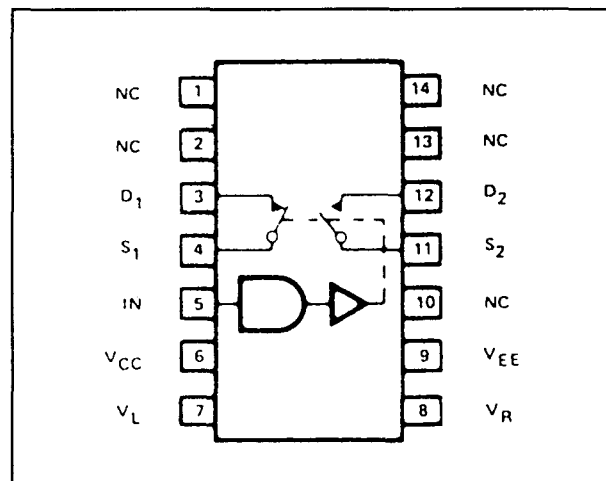 NC 1 14 NC
NC 2 13 NC
D1 3 12 D2
S1 4 11 S2
IN 5 10 NC
VCC 6 9 VEE
VL 7 8 VR